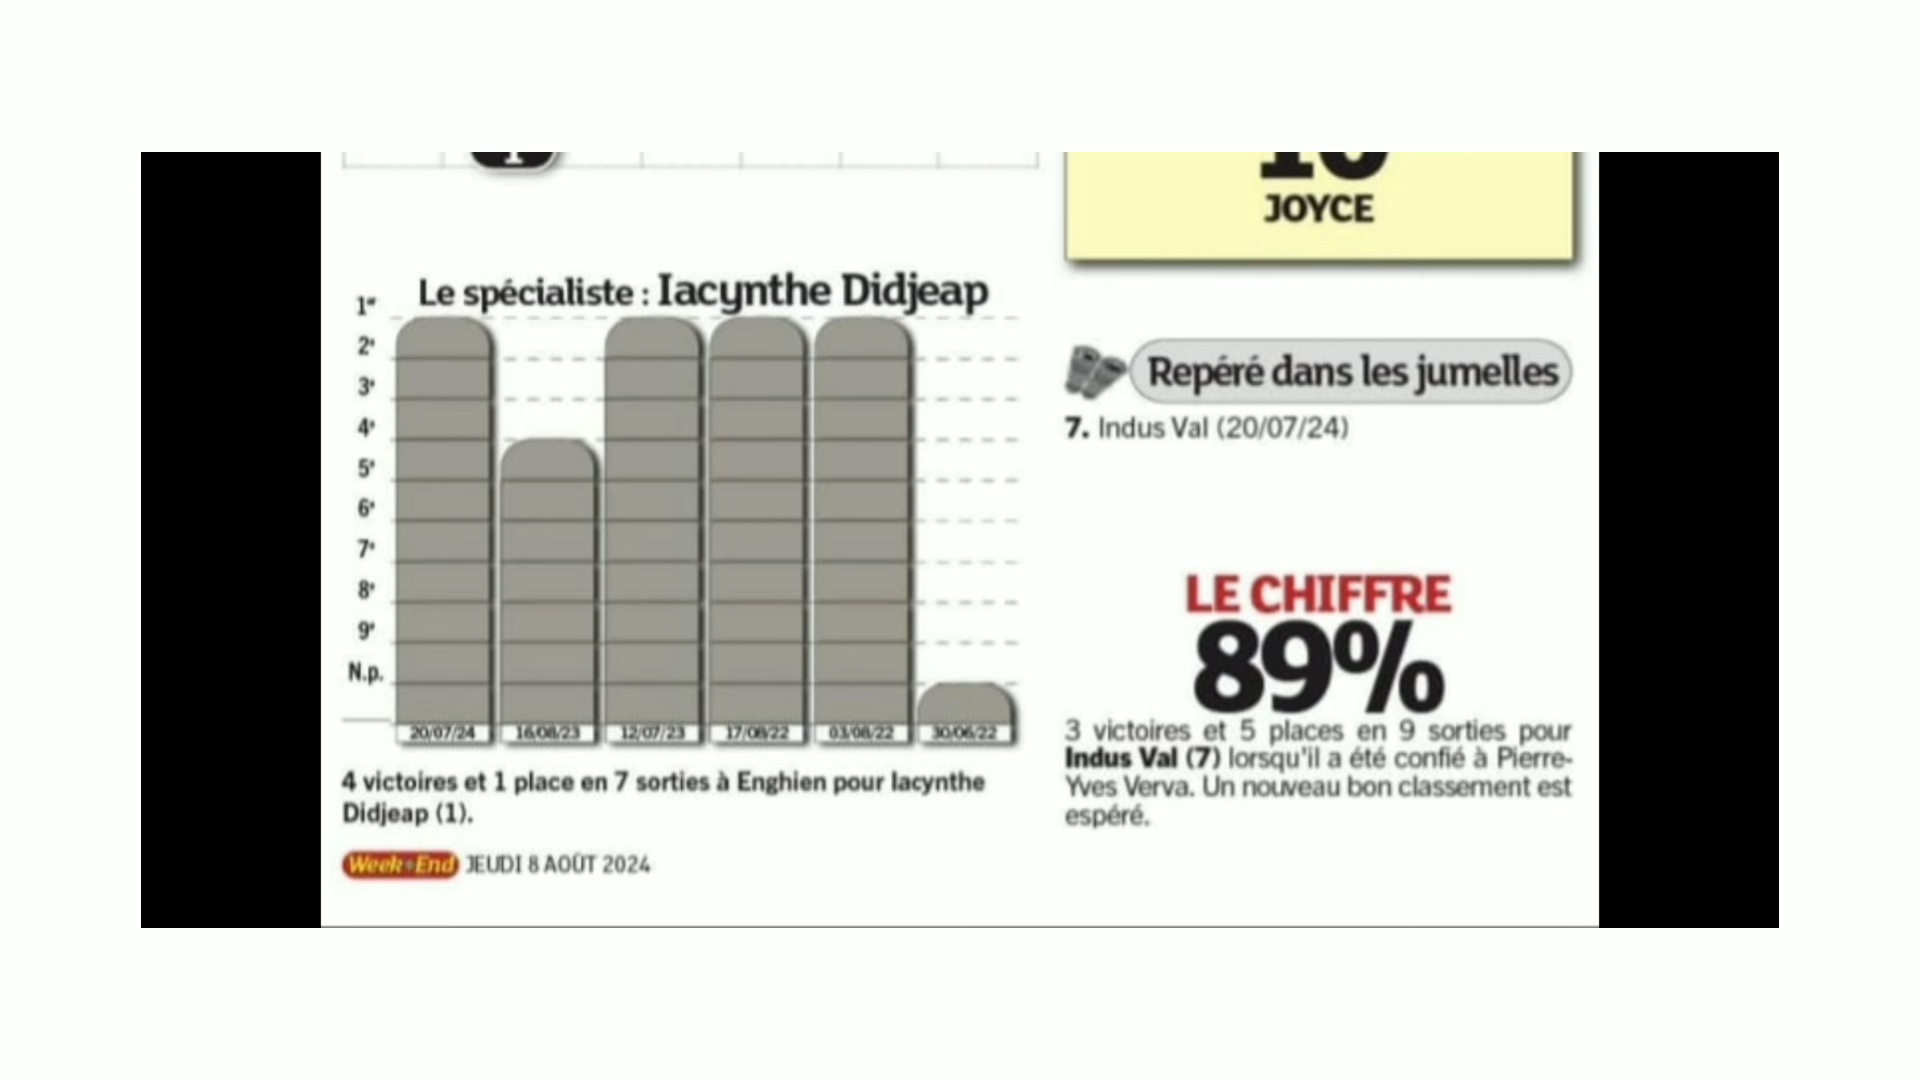 1
10
JOYCE
Le spécialiste : Iacynthe Didjeap
1er
2e
3e
4e
5e
6e
7e
8e
9e
N.p.
20/07/24 16/08/23 12/07/23 17/08/22 03/08/22 30/06/22
4 victoires et 1 place en 7 sorties à Enghien pour Iacynthe
Didjeap (1).
Week-End JEUDI 8 AOÛT 2024
Repéré dans les jumelles
7. Indus Val (20/07/24)
LE CHIFFRE
89%
3 victoires et 5 places en 9 sorties pour
Indus Val (7) lorsqu'il a été confié à Pierre-
Yves Verva. Un nouveau bon classement est
espéré.